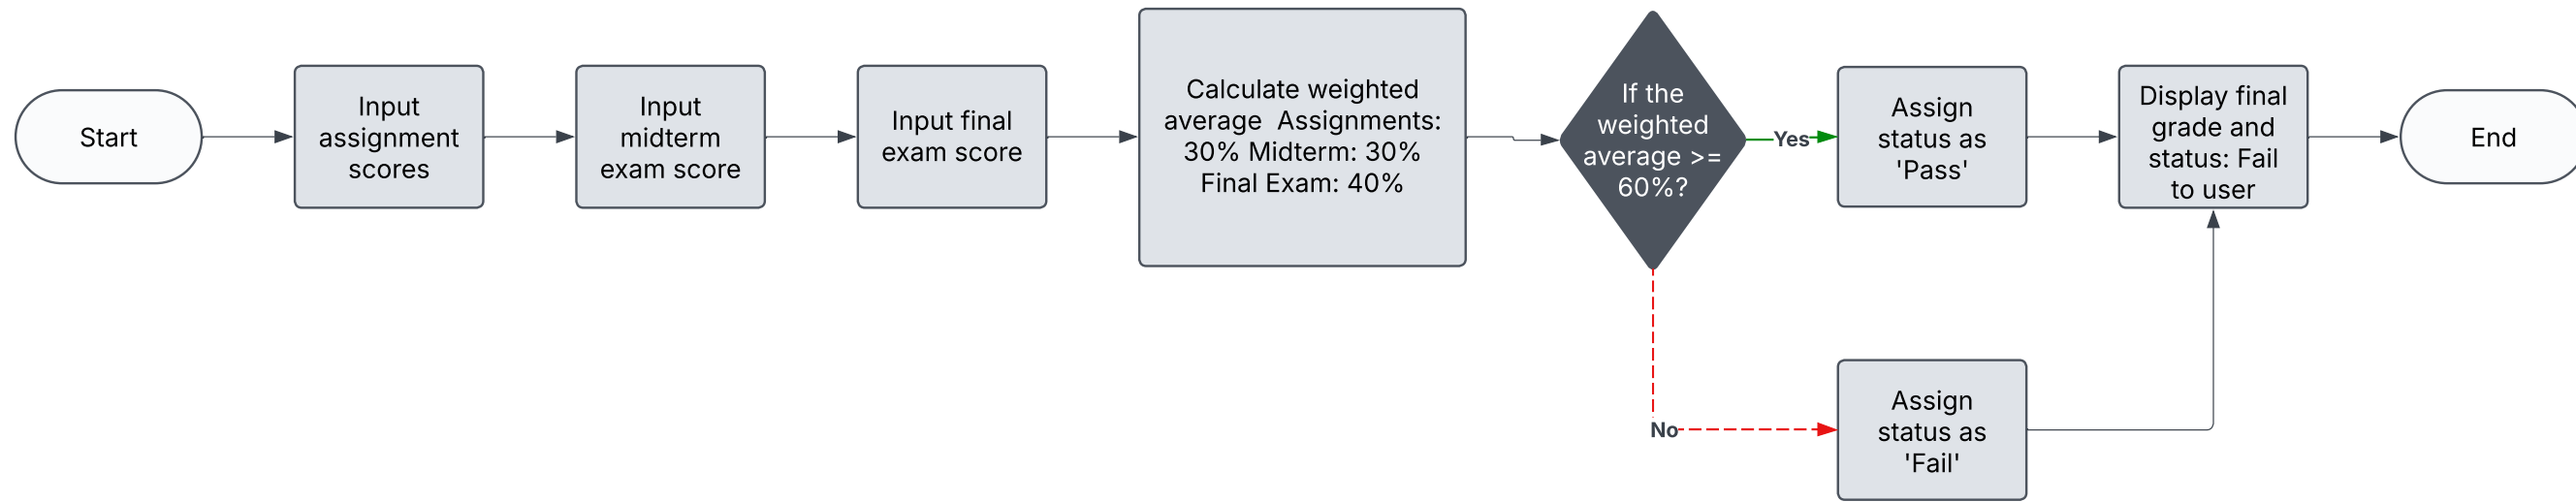 Start
Input
assignment
scores
Input
midterm
exam score
Input final
exam score
Calculate weighted
average  Assignments:
30% Midterm: 30%
Final Exam: 40%
If the
weighted
average >=
60%?
Yes
Assign
status as
'Pass'
Display final
grade and
status: Fail
to user
End
No
Assign
status as
'Fail'